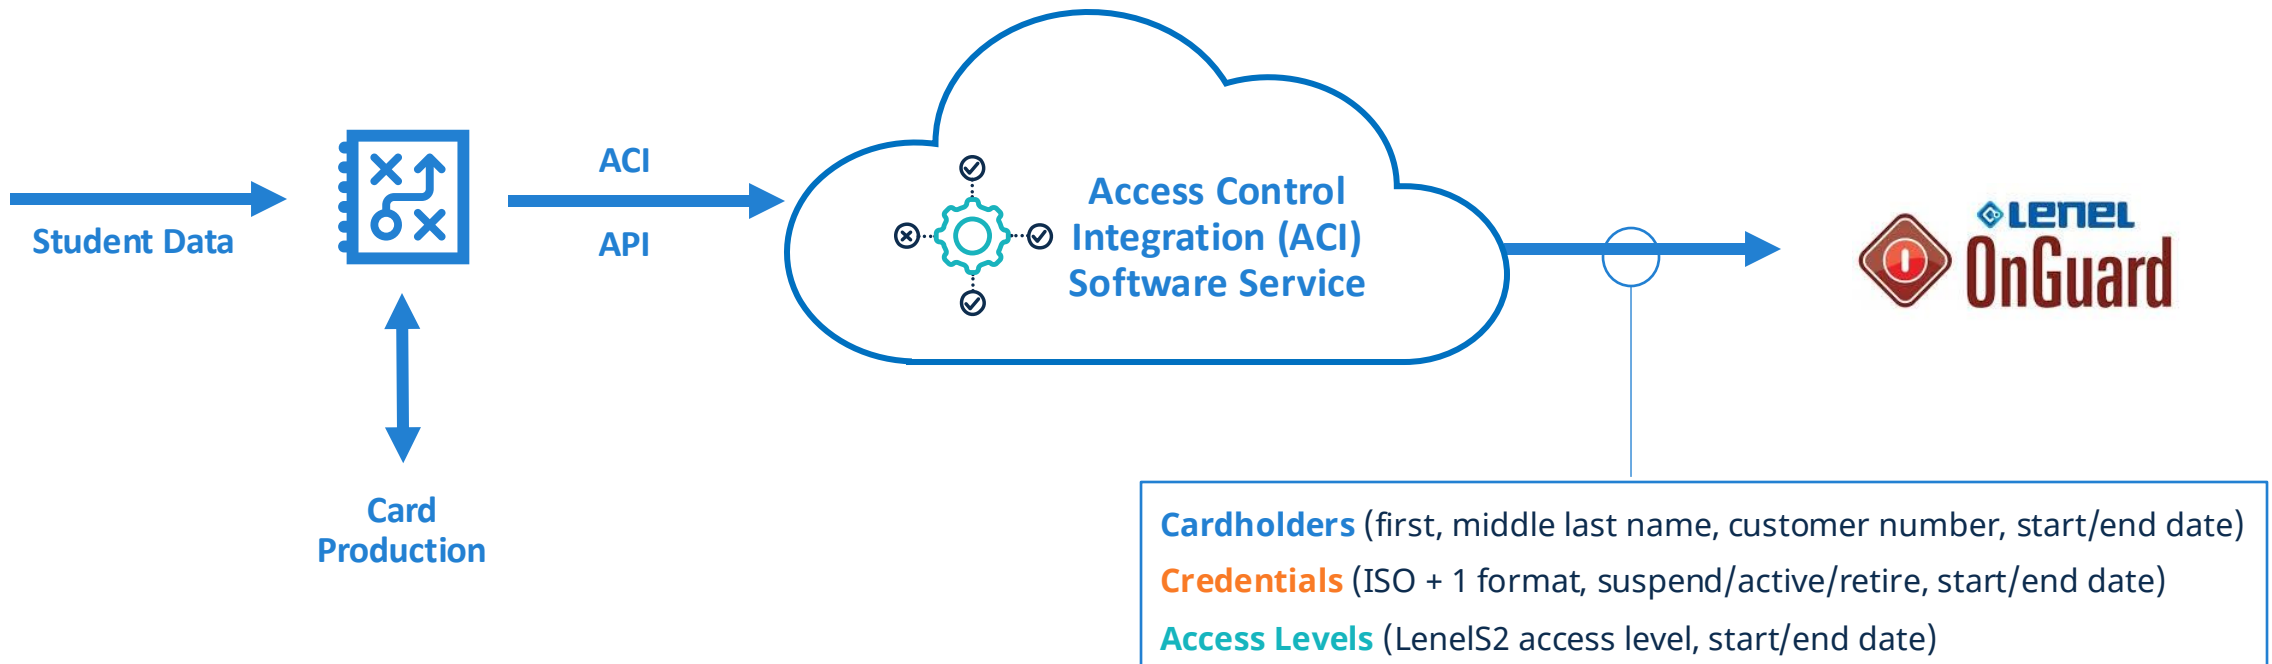 Student Data
ACI
API
Card
Production
Access Control
Integration (ACI)
Software Service
LENEL
OnGuard
Cardholders (first, middle last name, customer number, start/end date)
Credentials (ISO + 1 format, suspend/active/retire, start/end date)
Access Levels (LenelS2 access level, start/end date)